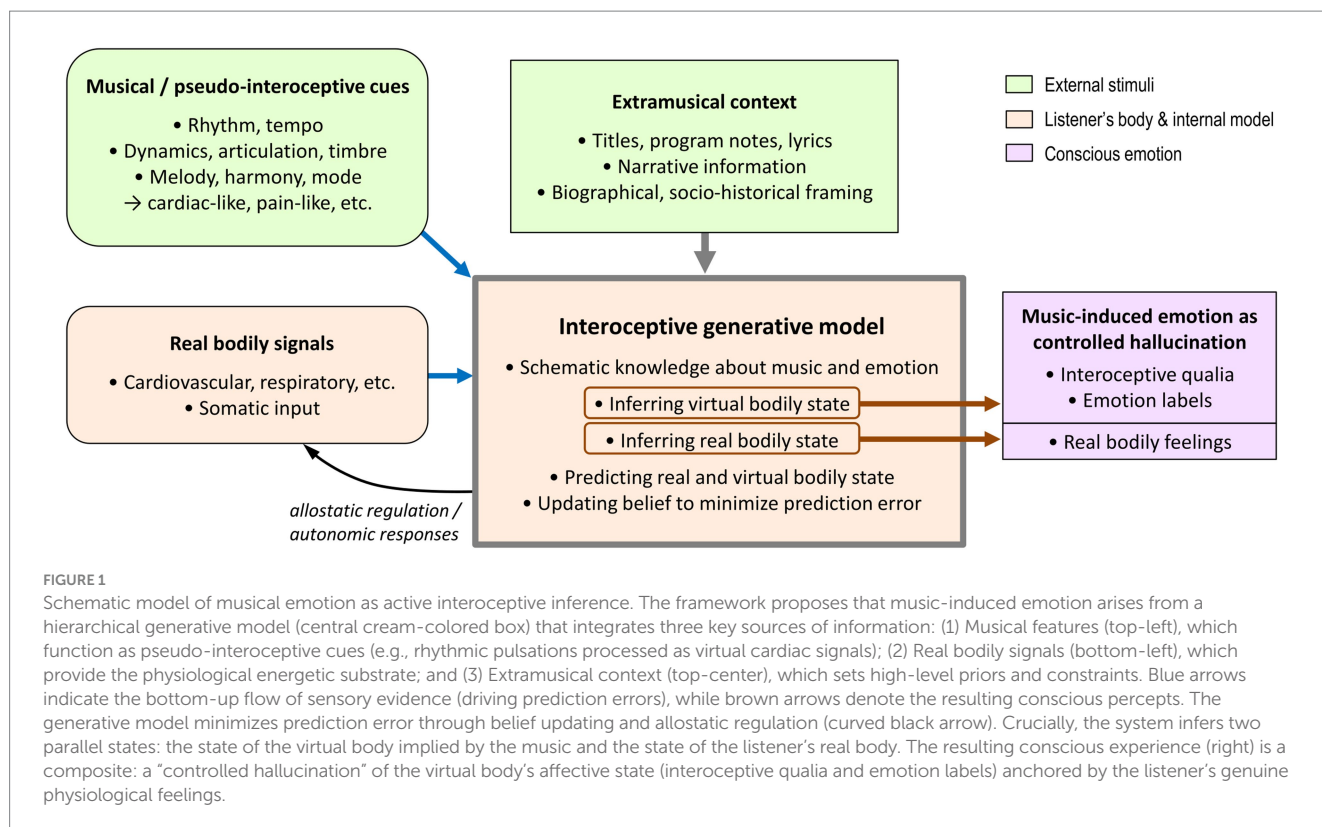 Musical / pseudo-interoceptive cues
• Rhythm, tempo
• Dynamics, articulation, timbre
• Melody, harmony, mode
→ cardiac-like, pain-like, etc.
Extramusical context
• Titles, program notes, lyrics
• Narrative information
• Biographical, socio-historical framing
External stimuli
Listener's body & internal model
Conscious emotion
Real bodily signals
• Cardiovascular, respiratory, etc.
• Somatic input
allostatic regulation /
autonomic responses
Interoceptive generative model
• Schematic knowledge about music and emotion
• Inferring virtual bodily state
• Inferring real bodily state
• Predicting real and virtual bodily state
• Updating belief to minimize prediction error
Music-induced emotion as
controlled hallucination
• Interoceptive qualia
• Emotion labels
• Real bodily feelings
FIGURE 1
Schematic model of musical emotion as active interoceptive inference. The framework proposes that music-induced emotion arises from a
hierarchical generative model (central cream-colored box) that integrates three key sources of information: (1) Musical features (top-left), which
function as pseudo-interoceptive cues (e.g., rhythmic pulsations processed as virtual cardiac signals); (2) Real bodily signals (bottom-left), which
provide the physiological energetic substrate; and (3) Extramusical context (top-center), which sets high-level priors and constraints. Blue arrows
indicate the bottom-up flow of sensory evidence (driving prediction errors), while brown arrows denote the resulting conscious percepts. The
generative model minimizes prediction error through belief updating and allostatic regulation (curved black arrow). Crucially, the system infers two
parallel states: the state of the virtual body implied by the music and the state of the listener's real body. The resulting conscious experience (right) is a
composite: a "controlled hallucination" of the virtual body's affective state (interoceptive qualia and emotion labels) anchored by the listener's genuine
physiological feelings.